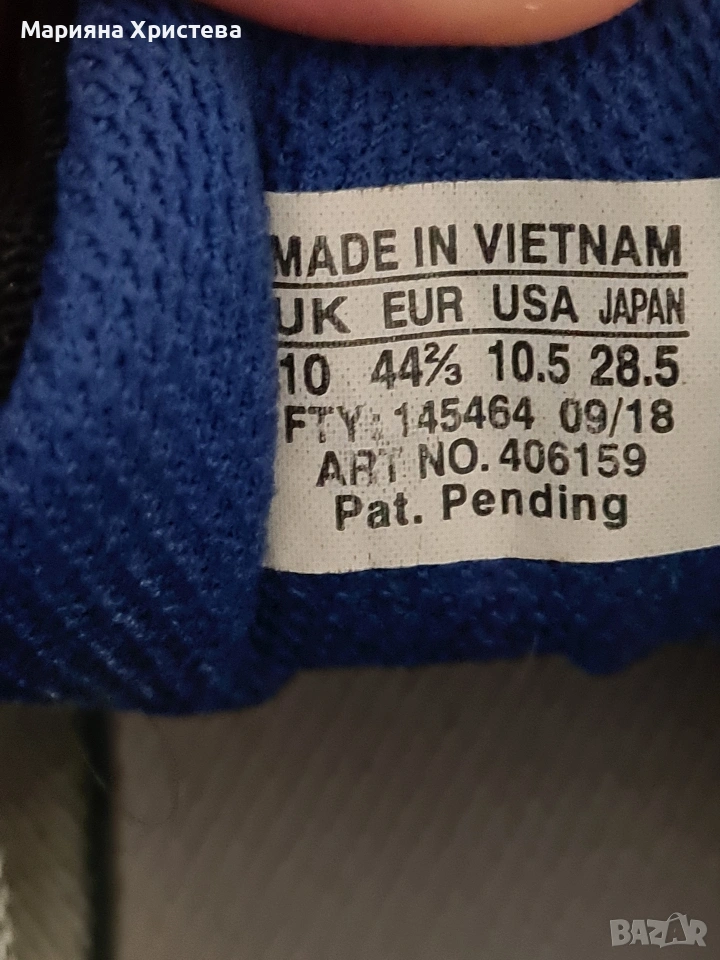 Марияна Христева
MADE IN VIETNAM
UK EUR USA JAPAN
10 44⅔ 10.5 28.5
FTY: 145464 09/18
ART NO. 406159
Pat. Pending
BAZAR